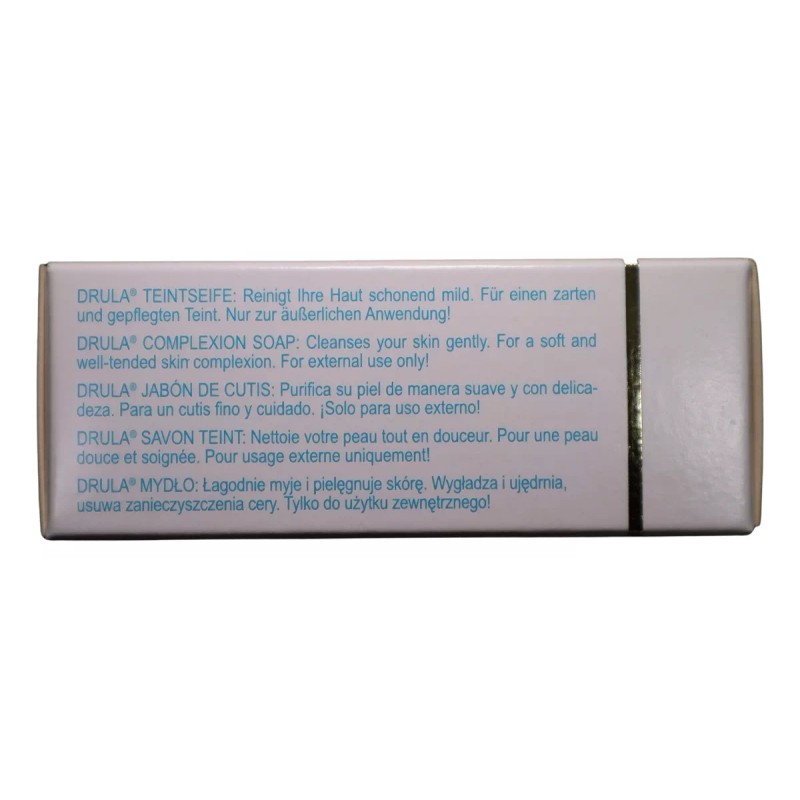 DRULA® TEINTSEIFE: Reinigt Ihre Haut schonend mild. Für einen zarten
und gepflegten Teint. Nur zur äußerlichen Anwendung!
DRULA® COMPLEXION SOAP: Cleanses your skin gently. For a soft and
well-tended skin complexion. For external use only!
DRULA® JABÓN DE CUTIS: Purifica su piel de manera suave y con delica-
deza. Para un cutis fino y cuidado. ¡Solo para uso externo!
DRULA® SAVON TEINT: Nettoie votre peau tout en douceur. Pour une peau
douce et soignée. Pour usage externe uniquement!
DRULA® MYDŁO: Łagodnie myje i pielęgnuje skórę. Wygładza i ujędrnia,
usuwa zanieczyszczenia cery. Tylko do użytku zewnętrznego!